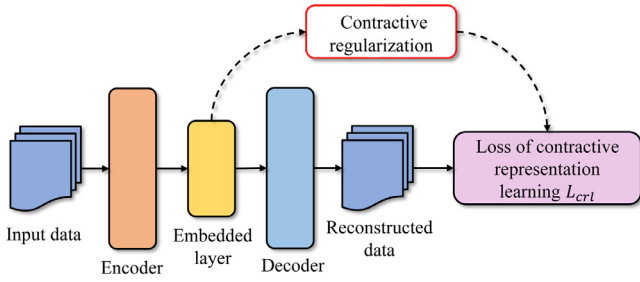 Contractive
regularization
Loss of contractive
representation
learning L_crl
Input data
Encoder
Embedded
layer
Decoder
Reconstructed
data